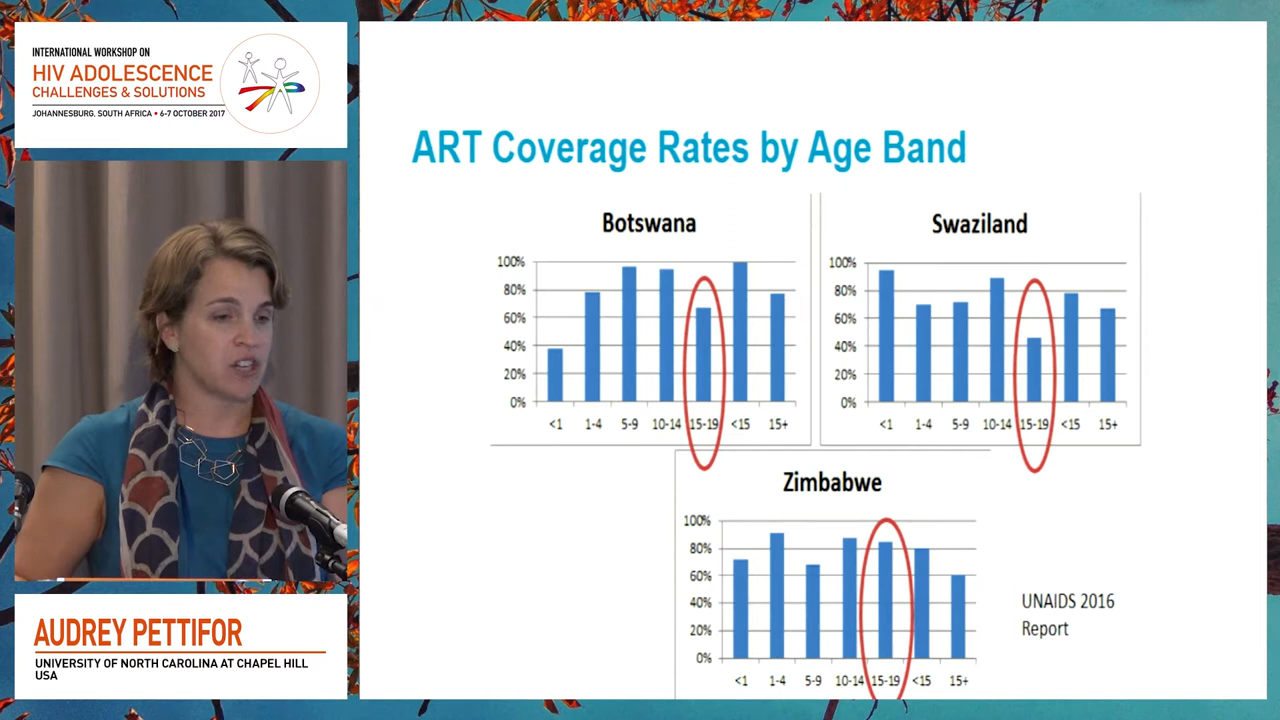 INTERNATIONAL WORKSHOP ON
HIV ADOLESCENCE
CHALLENGES & SOLUTIONS
JOHANNESBURG, SOUTH AFRICA • 6-7 OCTOBER 2017
AUDREY PETTIFOR
UNIVERSITY OF NORTH CAROLINA AT CHAPEL HILL
USA
ART Coverage Rates by Age Band
Botswana
100%
80%
60%
40%
20%
0%
<1 1-4 5-9 10-14 15-19 <15 15+
Swaziland
100%
80%
60%
40%
20%
0%
<1 1-4 5-9 10-14 15-19 <15 15+
Zimbabwe
100%
80%
60%
40%
20%
0%
<1 1-4 5-9 10-14 15-19 <15 15+
UNAIDS 2016
Report